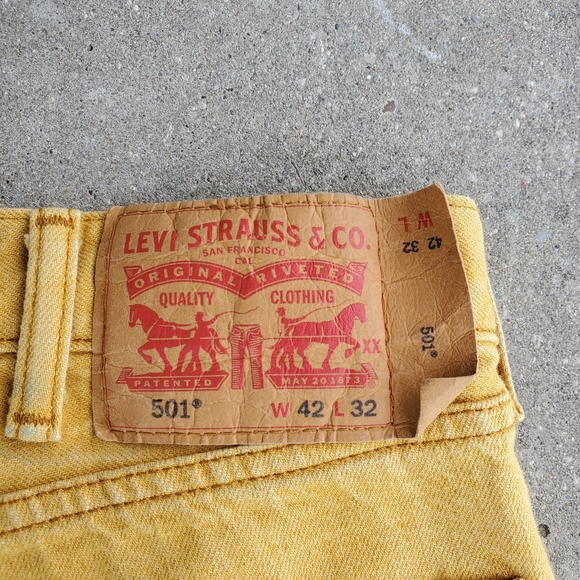 LEVI STRAUSS & CO.
SAN FRANCISCO
CAL
ORIGINAL RIVETED
QUALITY CLOTHING
XX
PATENTED MAY 20 1873
501® W 42 L 32
W L
42 32
501®